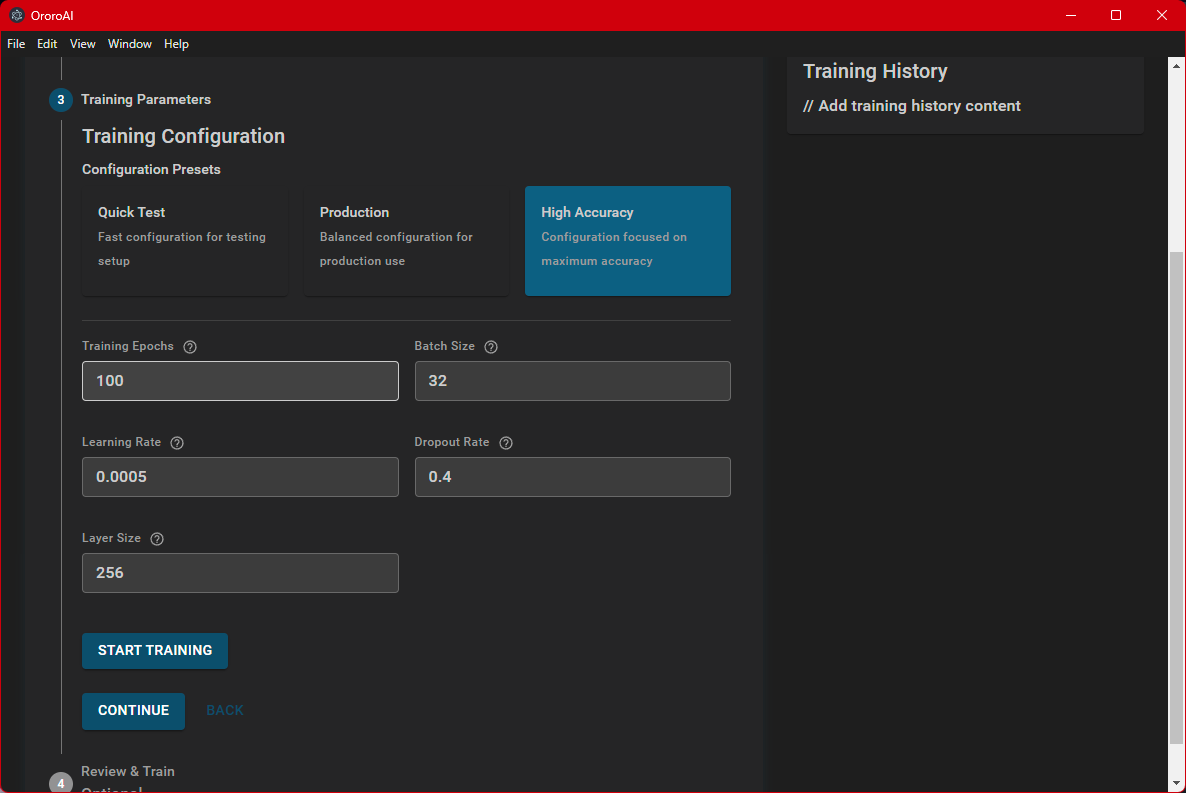 OroroAI
File Edit View Window Help
3 Training Parameters
Training Configuration
Configuration Presets
Quick Test
Fast configuration for testing
setup
Production
Balanced configuration for
production use
High Accuracy
Configuration focused on
maximum accuracy
Training Epochs ?
100
Batch Size ?
32
Learning Rate ?
0.0005
Dropout Rate ?
0.4
Layer Size ?
256
START TRAINING
CONTINUE BACK
4 Review & Train
Optional
Training History
// Add training history content